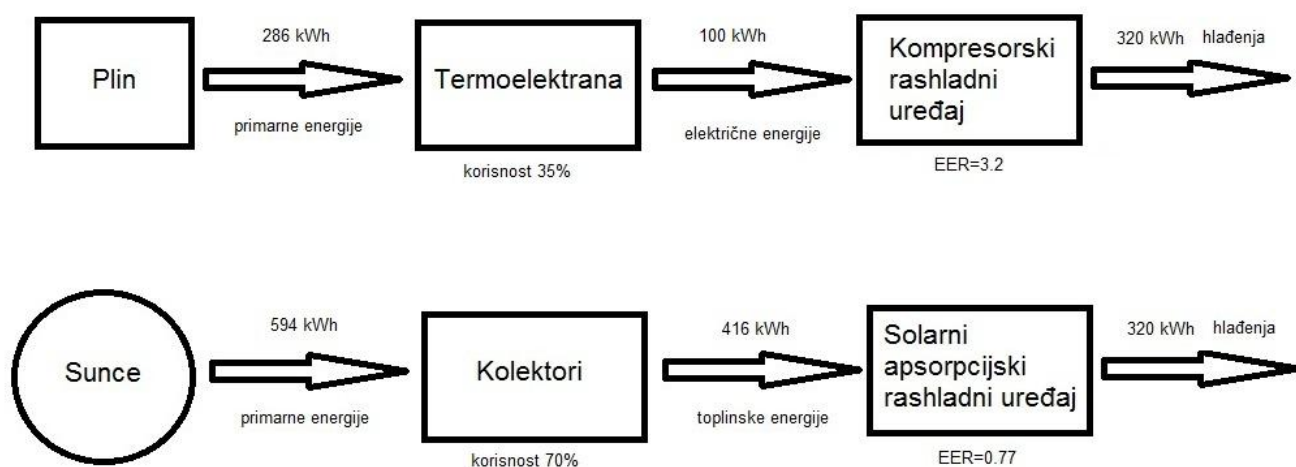 286 kWh
100 kWh
320 kWh hlađenja
Plin
Termoelektrana
Kompresorski
rashladni
uređaj
primarne energije
električne energije
korisnost 35%
EER=3.2
594 kWh
416 kWh
320 kWh hlađenja
Sunce
Kolektori
Solarni
apsorpcijski
rashladni uređaj
primarne energije
toplinske energije
korisnost 70%
EER=0.77